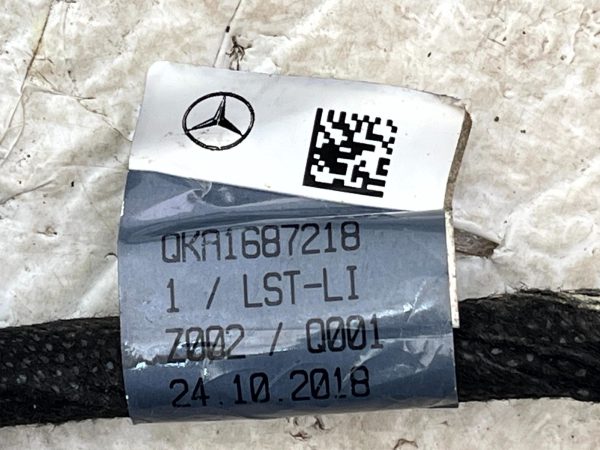 QKA1687218
1 / LST-LI
Z002 / Q001
24.10.2018